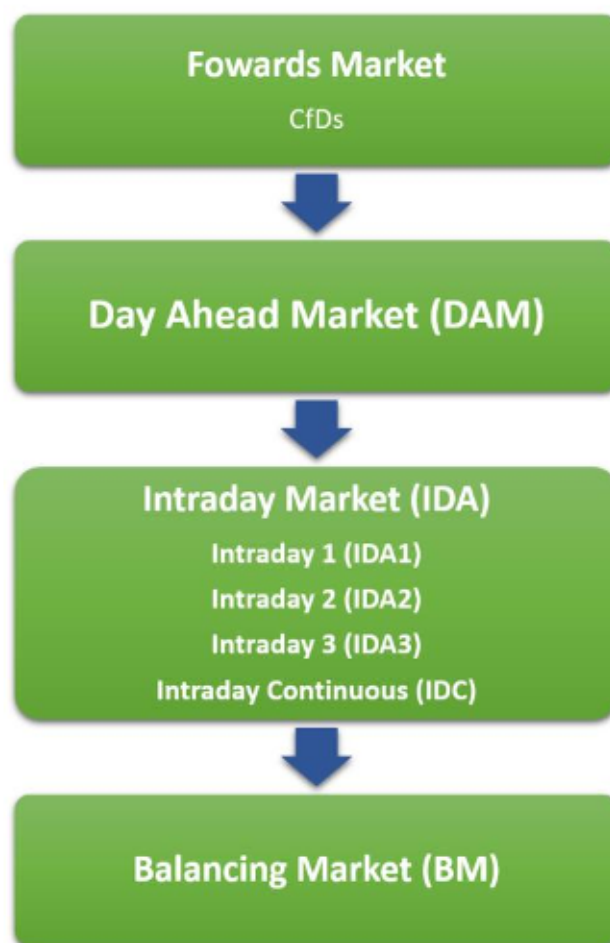 Fowards Market
CfDs
Day Ahead Market (DAM)
Intraday Market (IDA)
Intraday 1 (IDA1)
Intraday 2 (IDA2)
Intraday 3 (IDA3)
Intraday Continuous (IDC)
Balancing Market (BM)